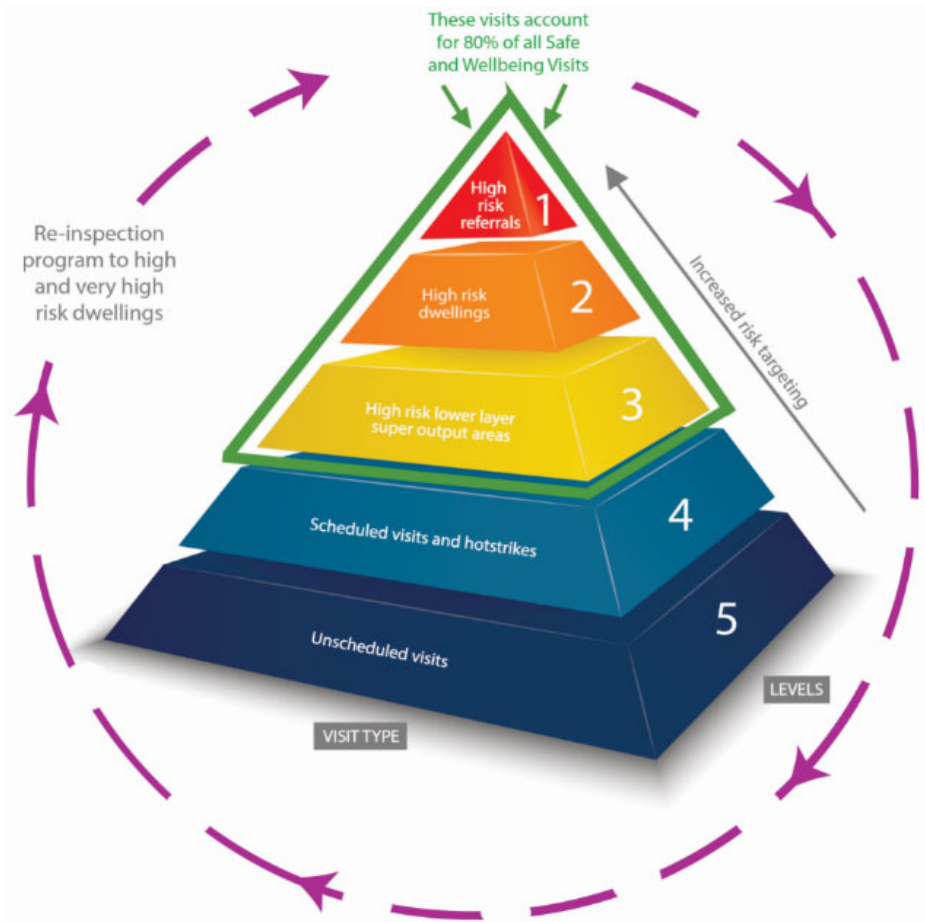 These visits account
for 80% of all Safe
and Wellbeing Visits
Re-inspection
program to high
and very high
risk dwellings
High
risk
referrals
1
High risk
dwellings
2
High risk lower layer
super output areas
3
Scheduled visits and hotstrikes
4
Unscheduled visits
5
Increased risk targeting
LEVELS
VISIT TYPE